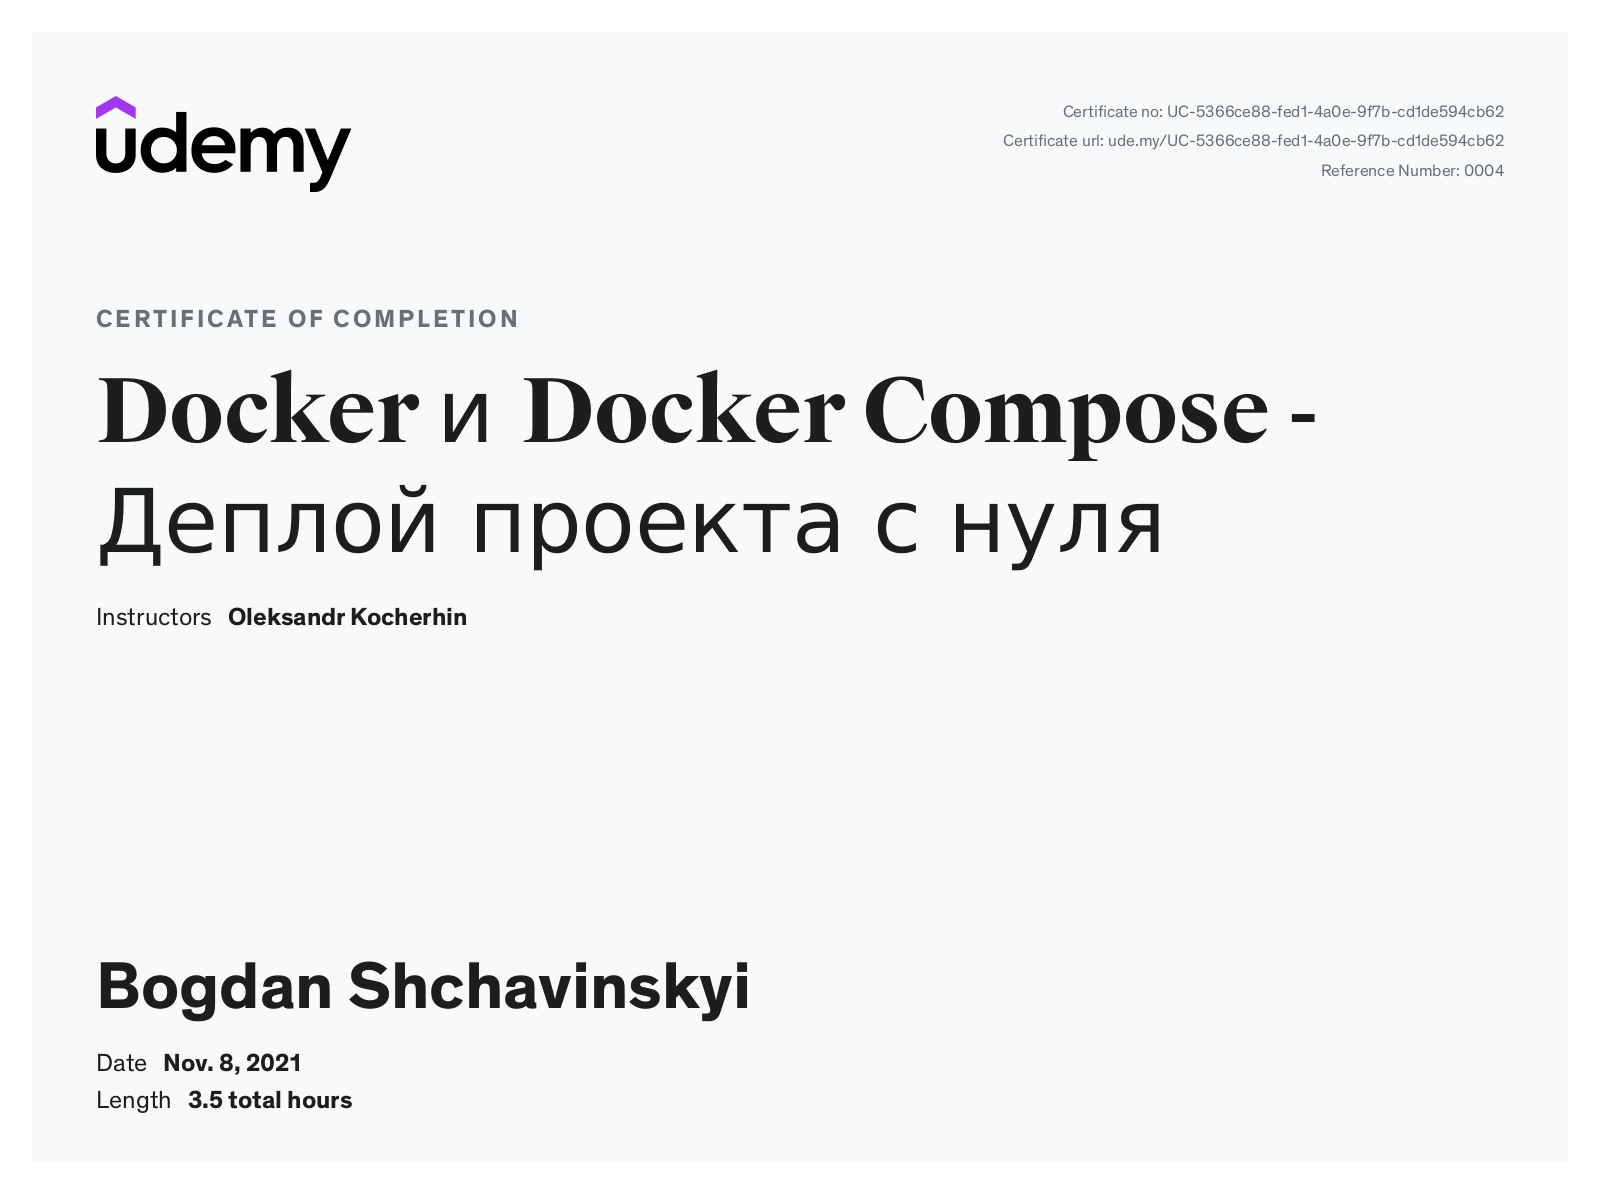 udemy
Certificate no: UC-5366ce88-fed1-4a0e-9f7b-cd1de594cb62
Certificate url: ude.my/UC-5366ce88-fed1-4a0e-9f7b-cd1de594cb62
Reference Number: 0004
CERTIFICATE OF COMPLETION
Docker и Docker Compose -
Деплой проекта с нуля
Instructors Oleksandr Kocherhin
Bogdan Shchavinskyi
Date Nov. 8, 2021
Length 3.5 total hours